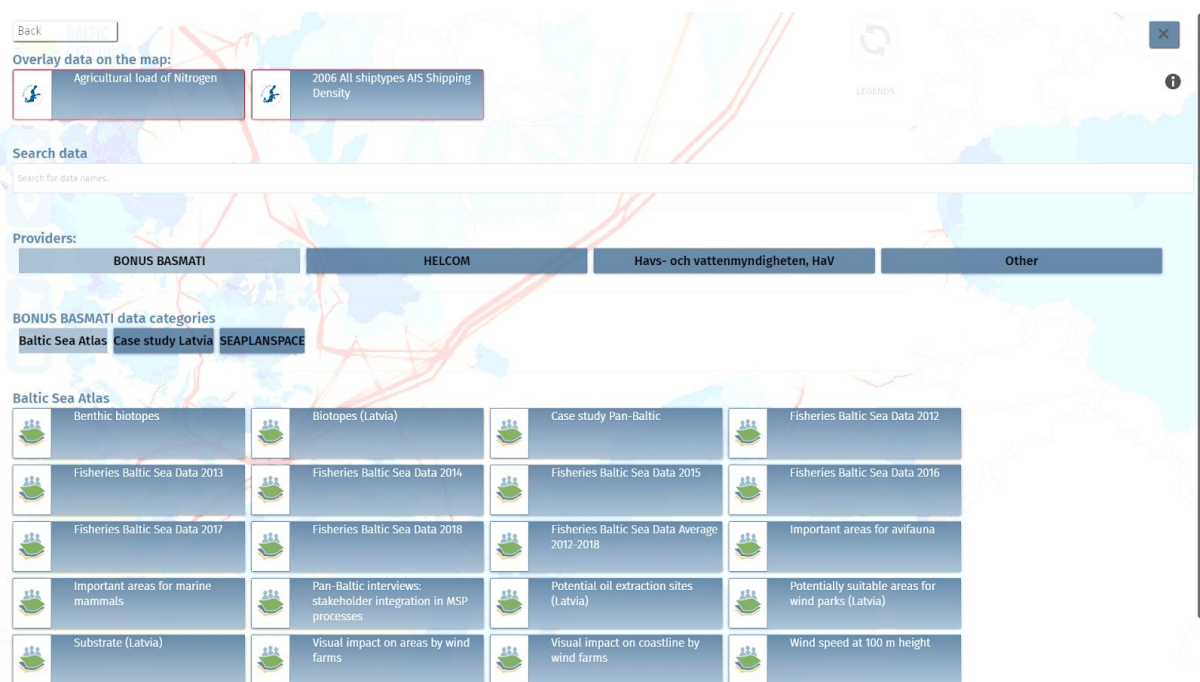 Back
BALTIC
EXPLORER
Overlay data on the map:
Agricultural load of Nitrogen
2006 All shiptypes AIS Shipping
Density
LEGENDS
Search data
Search for data names..
Providers:
BONUS BASMATI
HELCOM
Havs- och vattenmyndigheten, HaV
Other
BONUS BASMATI data categories
Baltic Sea Atlas
Case study Latvia
SEAPLANSPACE
Baltic Sea Atlas
Benthic biotopes
Biotopes (Latvia)
Case study Pan-Baltic
Fisheries Baltic Sea Data 2012
Fisheries Baltic Sea Data 2013
Fisheries Baltic Sea Data 2014
Fisheries Baltic Sea Data 2015
Fisheries Baltic Sea Data 2016
Fisheries Baltic Sea Data 2017
Fisheries Baltic Sea Data 2018
Fisheries Baltic Sea Data Average
2012-2018
Important areas for avifauna
Important areas for marine
mammals
Pan-Baltic interviews:
stakeholder integration in MSP
processes
Potential oil extraction sites
(Latvia)
Potentially suitable areas for
wind parks (Latvia)
Substrate (Latvia)
Visual impact on areas by wind
farms
Visual impact on coastline by
wind farms
Wind speed at 100 m height